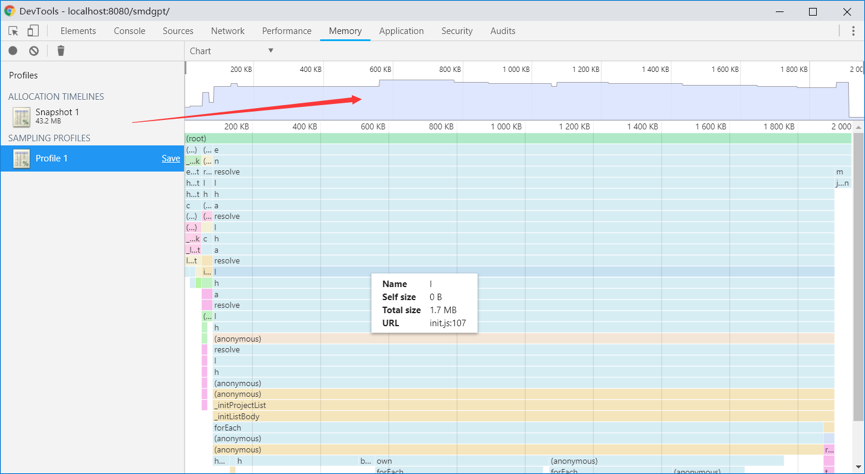 DevTools - localhost:8080/smdgpt/
Elements Console Sources Network Performance Memory Application Security Audits
Chart
Profiles
ALLOCATION TIMELINES
Snapshot 1
43.2 MB
SAMPLING PROFILES
Profile 1 Save
200 KB 400 KB 600 KB 800 KB 1 000 KB 1 200 KB 1 400 KB 1 600 KB 1 800 KB 2 00
200 KB 400 KB 600 KB 800 KB 1 000 KB 1 200 KB 1 400 KB 1 600 KB 1 800 KB 2 000
(root)
(...) (... e
_...k (... n
e...t r... resolve m
h...t l l j...n
h...t h h
c (... a
(...) (... resolve
(...) l
_...k c h
_l...t a
l...t resolve
i... l
h
a
resolve
(... l
h
(anonymous)
resolve
l
h
(anonymous)
(anonymous)
_initProjectList
_initListBody
forEach
(anonymous)
(anonymous) r...
h... h b... own (anonymous)
forEach forEach (anonymous) t
Name l
Self size 0 B
Total size 1.7 MB
URL init.js:107